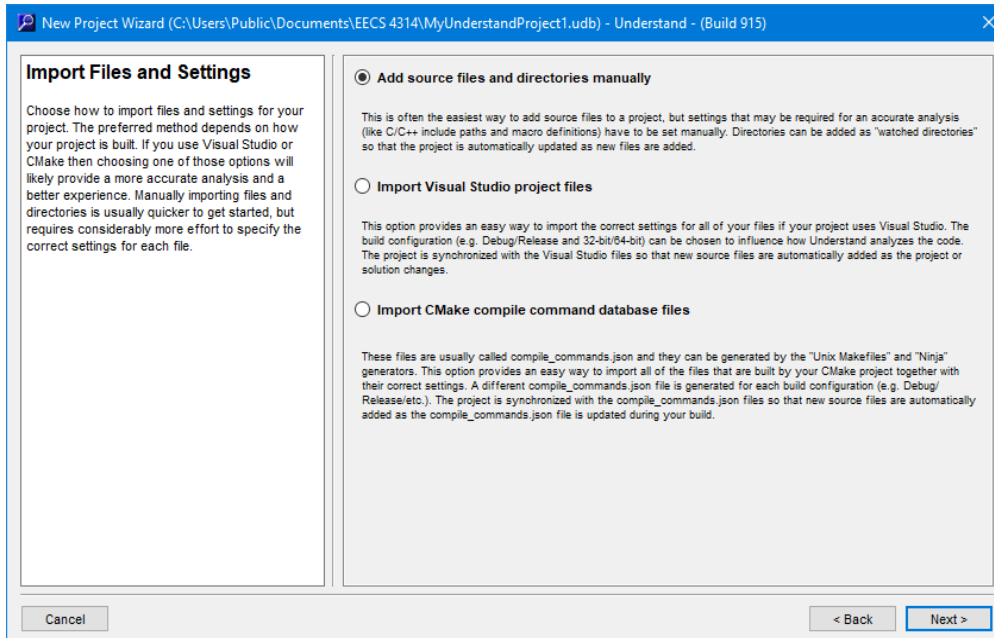 New Project Wizard (C:\Users\Public\Documents\EECS 4314\MyUnderstandProject1.udb) - Understand - (Build 915)
Import Files and Settings
Choose how to import files and settings for your
project. The preferred method depends on how
your project is built. If you use Visual Studio or
CMake then choosing one of those options will
likely provide a more accurate analysis and a
better experience. Manually importing files and
directories is usually quicker to get started, but
requires considerably more effort to specify the
correct settings for each file.
Add source files and directories manually
This is often the easiest way to add source files to a project, but settings that may be required for an accurate analysis
(like C/C++ include paths and macro definitions) have to be set manually. Directories can be added as "watched directories"
so that the project is automatically updated as new files are added.
Import Visual Studio project files
This option provides an easy way to import the correct settings for all of your files if your project uses Visual Studio. The
build configuration (e.g. Debug/Release and 32-bit/64-bit) can be chosen to influence how Understand analyzes the code.
The project is synchronized with the Visual Studio files so that new source files are automatically added as the project or
solution changes.
Import CMake compile command database files
These files are usually called compile_commands.json and they can be generated by the "Unix Makefiles" and "Ninja"
generators. This option provides an easy way to import all of the files that are built by your CMake project together with
their correct settings. A different compile_commands.json file is generated for each build configuration (e.g. Debug/
Release/etc.). The project is synchronized with the compile_commands.json files so that new source files are automatically
added as the compile_commands.json file is updated during your build.
Cancel
< Back
Next >